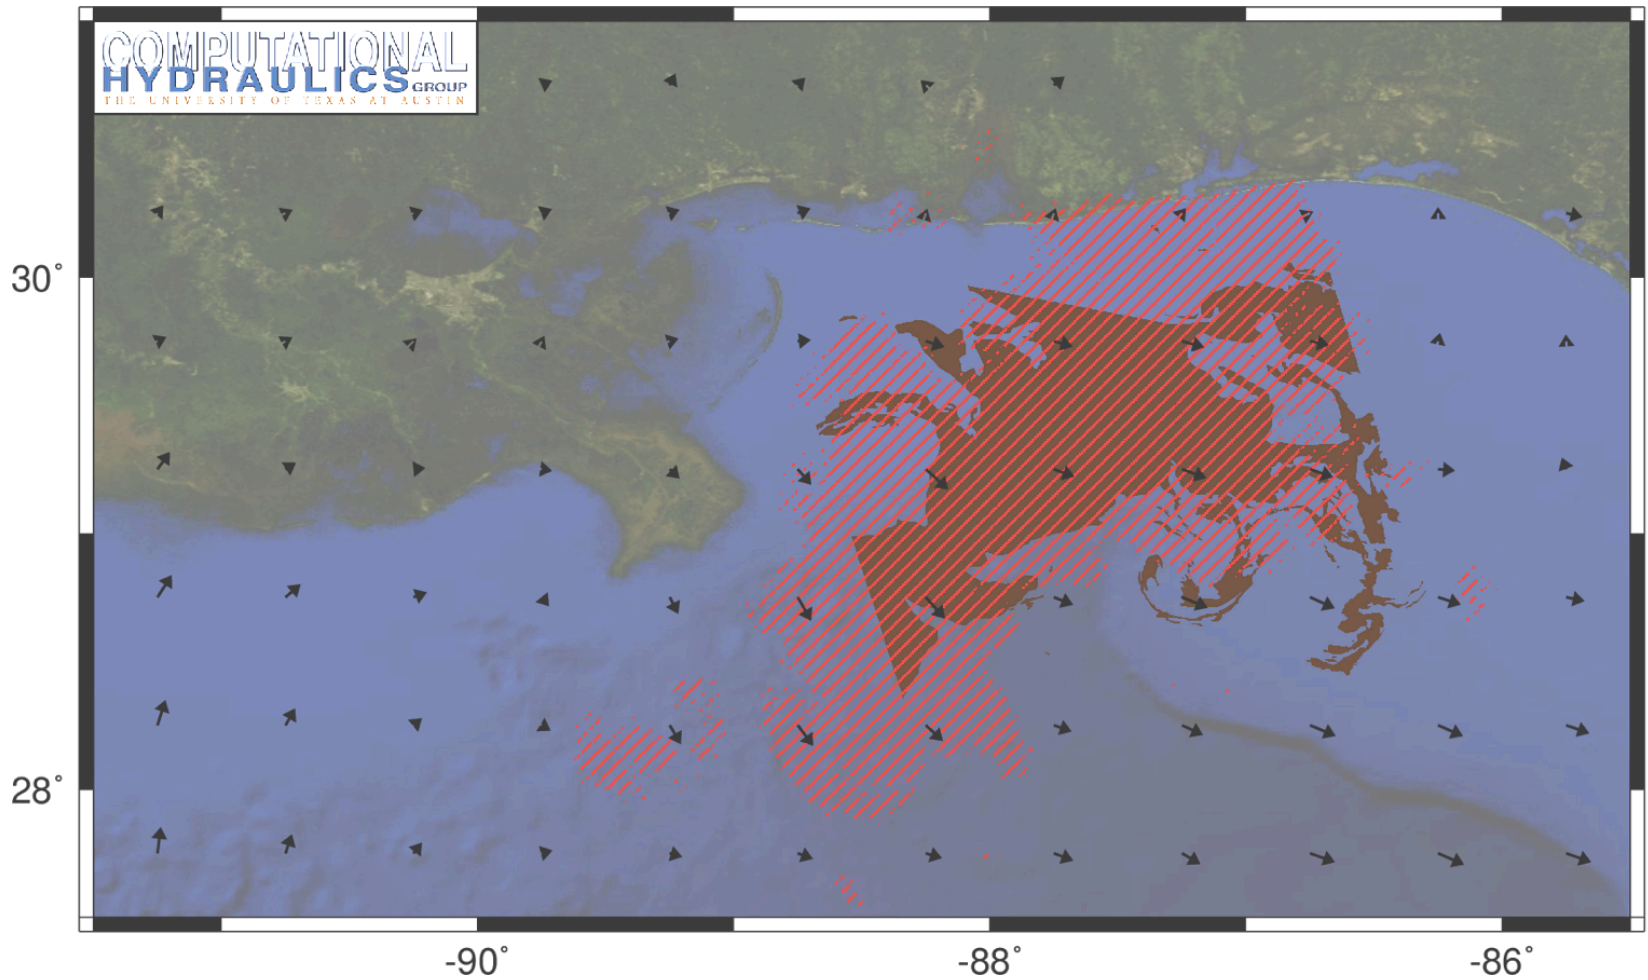 COMPUTATIONAL
HYDRAULICS GROUP
THE UNIVERSITY OF TEXAS AT AUSTIN
30°
28°
-90°
-88°
-86°